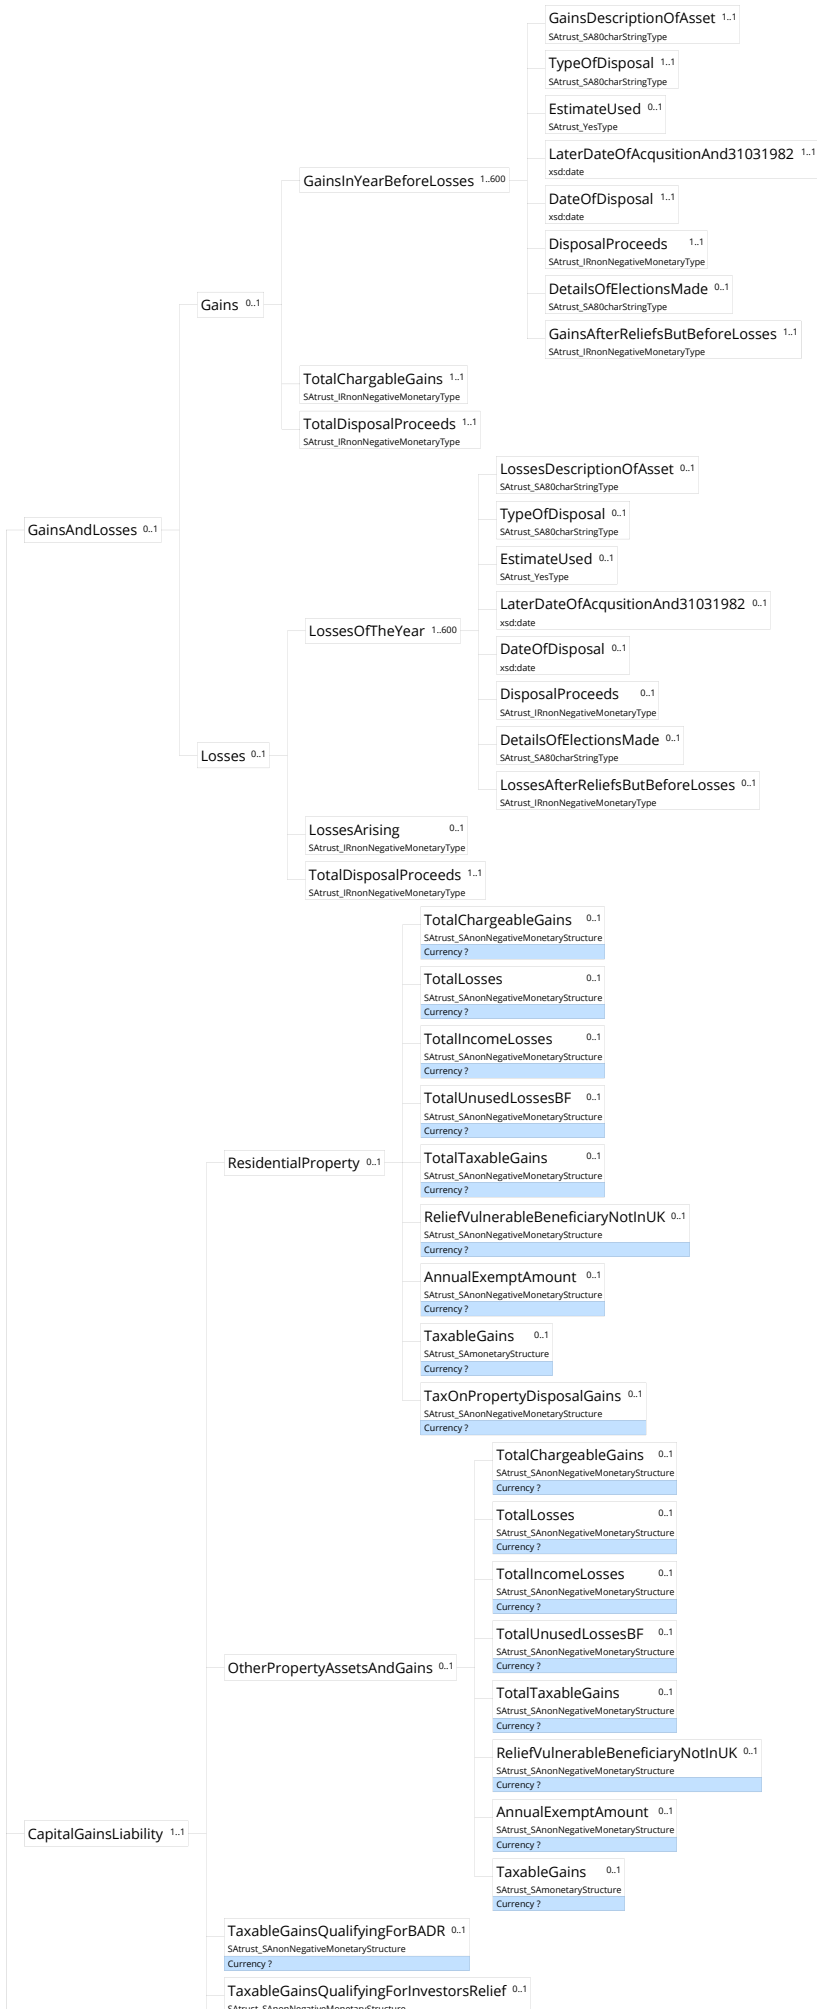 GainsDescriptionOfAsset 1..1
SAtrust_SA80charStringType
TypeOfDisposal 1..1
SAtrust_SA80charStringType
EstimateUsed 0..1
SAtrust_YesType
LaterDateOfAcqusitionAnd31031982 1..1
xsd:date
GainsInYearBeforeLosses 1..600
DateOfDisposal 1..1
xsd:date
DisposalProceeds 1..1
SAtrust_IRnonNegativeMonetaryType
DetailsOfElectionsMade 0..1
SAtrust_SA80charStringType
Gains 0..1
GainsAfterReliefsButBeforeLosses 1..1
SAtrust_IRnonNegativeMonetaryType
TotalChargableGains 1..1
SAtrust_IRnonNegativeMonetaryType
TotalDisposalProceeds 1..1
SAtrust_IRnonNegativeMonetaryType
LossesDescriptionOfAsset 0..1
SAtrust_SA80charStringType
TypeOfDisposal 0..1
SAtrust_SA80charStringType
GainsAndLosses 0..1
EstimateUsed 0..1
SAtrust_YesType
LaterDateOfAcqusitionAnd31031982 0..1
xsd:date
LossesOfTheYear 1..600
DateOfDisposal 0..1
xsd:date
DisposalProceeds 0..1
SAtrust_IRnonNegativeMonetaryType
DetailsOfElectionsMade 0..1
SAtrust_SA80charStringType
Losses 0..1
LossesAfterReliefsButBeforeLosses 0..1
SAtrust_IRnonNegativeMonetaryType
LossesArising 0..1
SAtrust_IRnonNegativeMonetaryType
TotalDisposalProceeds 1..1
SAtrust_IRnonNegativeMonetaryType
TotalChargeableGains 0..1
SAtrust_SAnonNegativeMonetaryStructure
Currency ?
TotalLosses 0..1
SAtrust_SAnonNegativeMonetaryStructure
Currency ?
TotalIncomeLosses 0..1
SAtrust_SAnonNegativeMonetaryStructure
Currency ?
TotalUnusedLossesBF 0..1
SAtrust_SAnonNegativeMonetaryStructure
Currency ?
ResidentialProperty 0..1
TotalTaxableGains 0..1
SAtrust_SAnonNegativeMonetaryStructure
Currency ?
ReliefVulnerableBeneficiaryNotInUK 0..1
SAtrust_SAnonNegativeMonetaryStructure
Currency ?
AnnualExemptAmount 0..1
SAtrust_SAnonNegativeMonetaryStructure
Currency ?
TaxableGains 0..1
SAtrust_SAmonetaryStructure
Currency ?
TaxOnPropertyDisposalGains 0..1
SAtrust_SAnonNegativeMonetaryStructure
Currency ?
TotalChargeableGains 0..1
SAtrust_SAnonNegativeMonetaryStructure
Currency ?
TotalLosses 0..1
SAtrust_SAnonNegativeMonetaryStructure
Currency ?
TotalIncomeLosses 0..1
SAtrust_SAnonNegativeMonetaryStructure
Currency ?
TotalUnusedLossesBF 0..1
SAtrust_SAnonNegativeMonetaryStructure
Currency ?
OtherPropertyAssetsAndGains 0..1
TotalTaxableGains 0..1
SAtrust_SAnonNegativeMonetaryStructure
Currency ?
ReliefVulnerableBeneficiaryNotInUK 0..1
SAtrust_SAnonNegativeMonetaryStructure
Currency ?
AnnualExemptAmount 0..1
SAtrust_SAnonNegativeMonetaryStructure
Currency ?
CapitalGainsLiability 1..1
TaxableGains 0..1
SAtrust_SAmonetaryStructure
Currency ?
TaxableGainsQualifyingForBADR 0..1
SAtrust_SAnonNegativeMonetaryStructure
Currency ?
TaxableGainsQualifyingForInvestorsRelief 0..1
SAtrust_SAnonNegativeMonetaryStructure